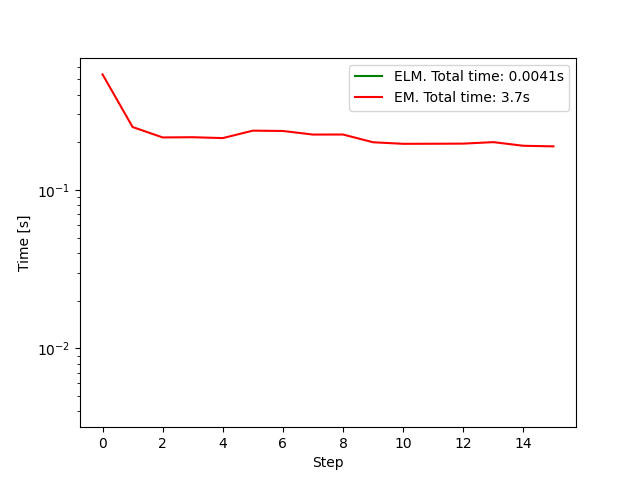 ELM. Total time: 0.0041s
EM. Total time: 3.7s
Time [s]
10⁻¹
10⁻²
0 2 4 6 8 10 12 14
Step